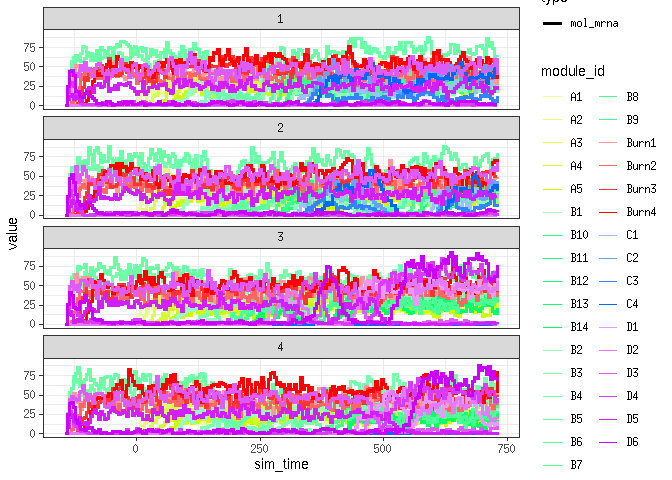 type
mol_mrna
module_id
A1 B8
A2 B9
A3 Burn1
A4 Burn2
A5 Burn3
B1 Burn4
B10 C1
B11 C2
B12 C3
B13 C4
B14 D1
B2 D2
B3 D3
B4 D4
B5 D5
B6 D6
B7
value
1
75
50
25
0
2
75
50
25
0
3
75
50
25
0
4
75
50
25
0
0 250 500 750
sim_time